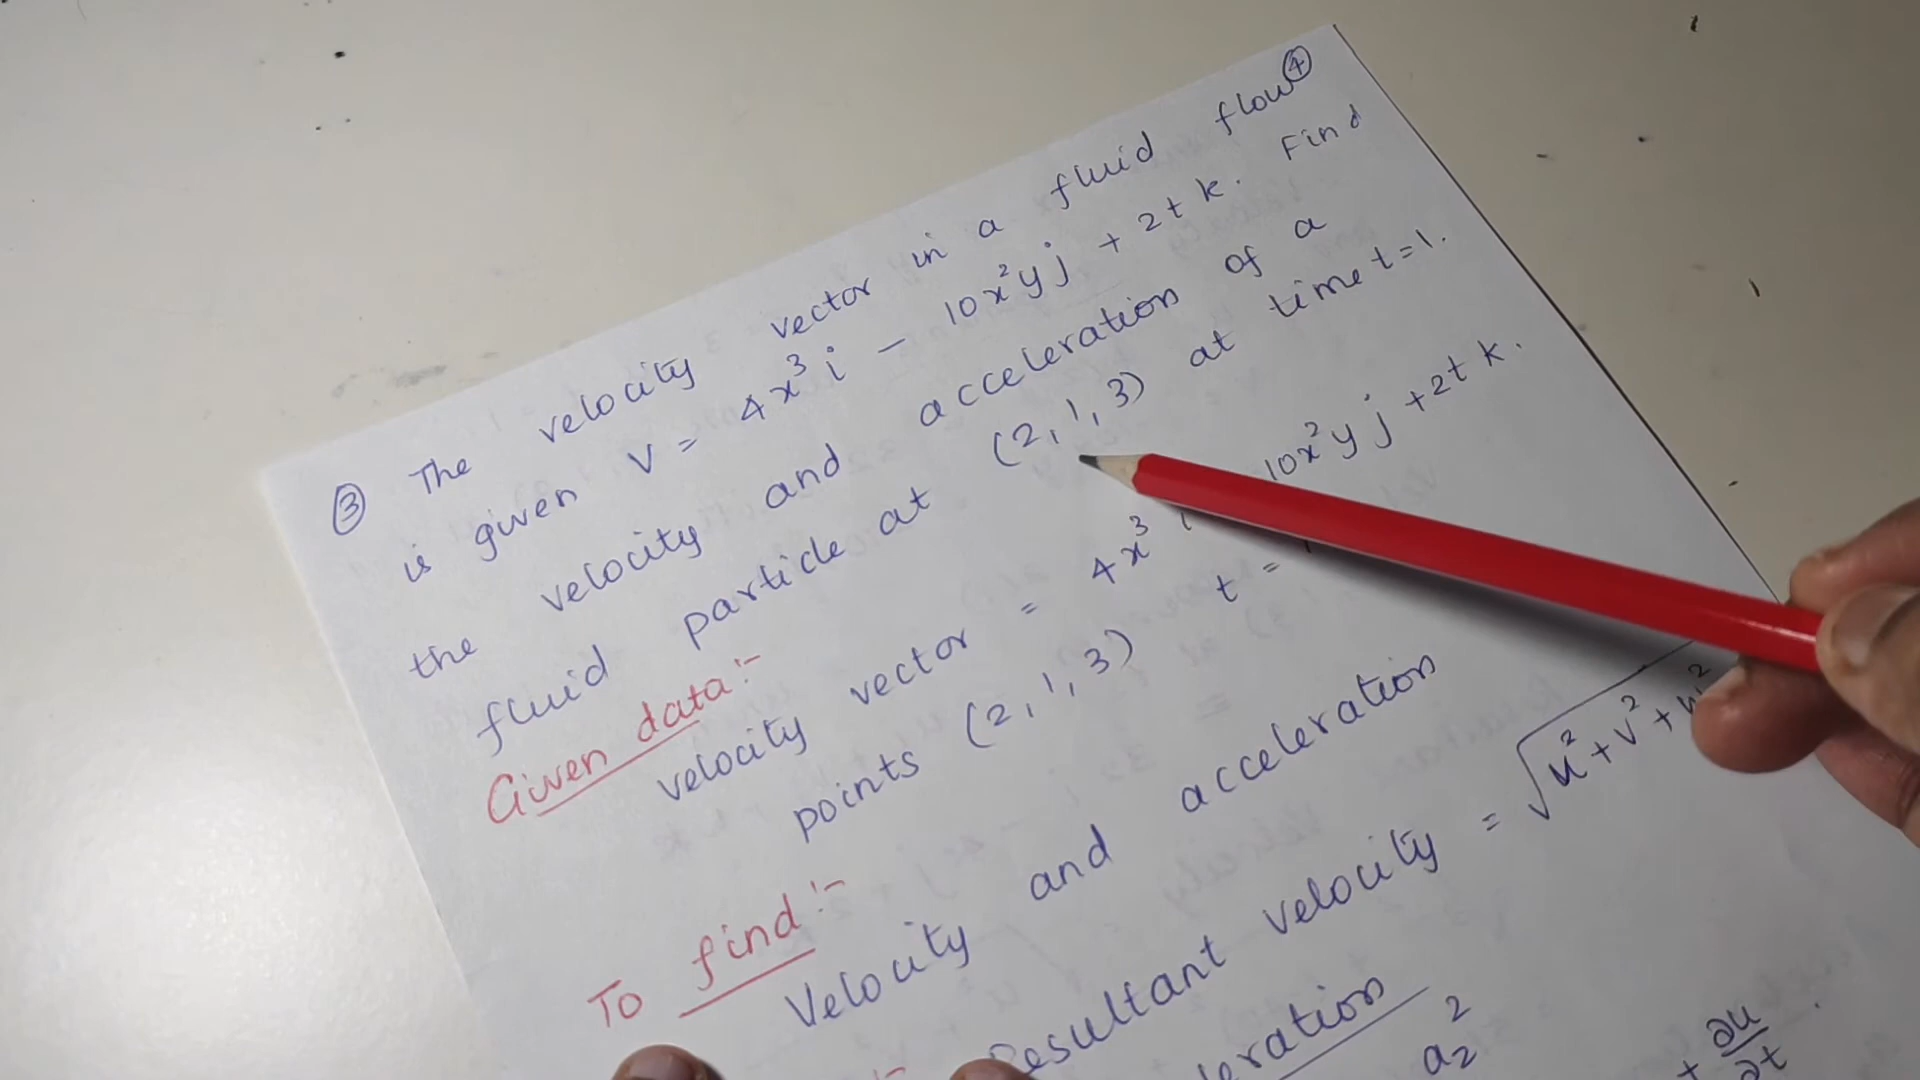 ④
③ The velocity vector in a fluid flow
is given V = 4x³ i − 10x²y j + 2t k. Find
the velocity and acceleration of a
fluid particle at (2, 1, 3) at time t=1.
Given data:-
velocity vector = 4x³ 10x²y j + 2t k.
points (2, 1, 3) t =
To find:-
Velocity and acceleration
Resultant velocity = √u² + v² +
a_z²
+ ∂u/∂t